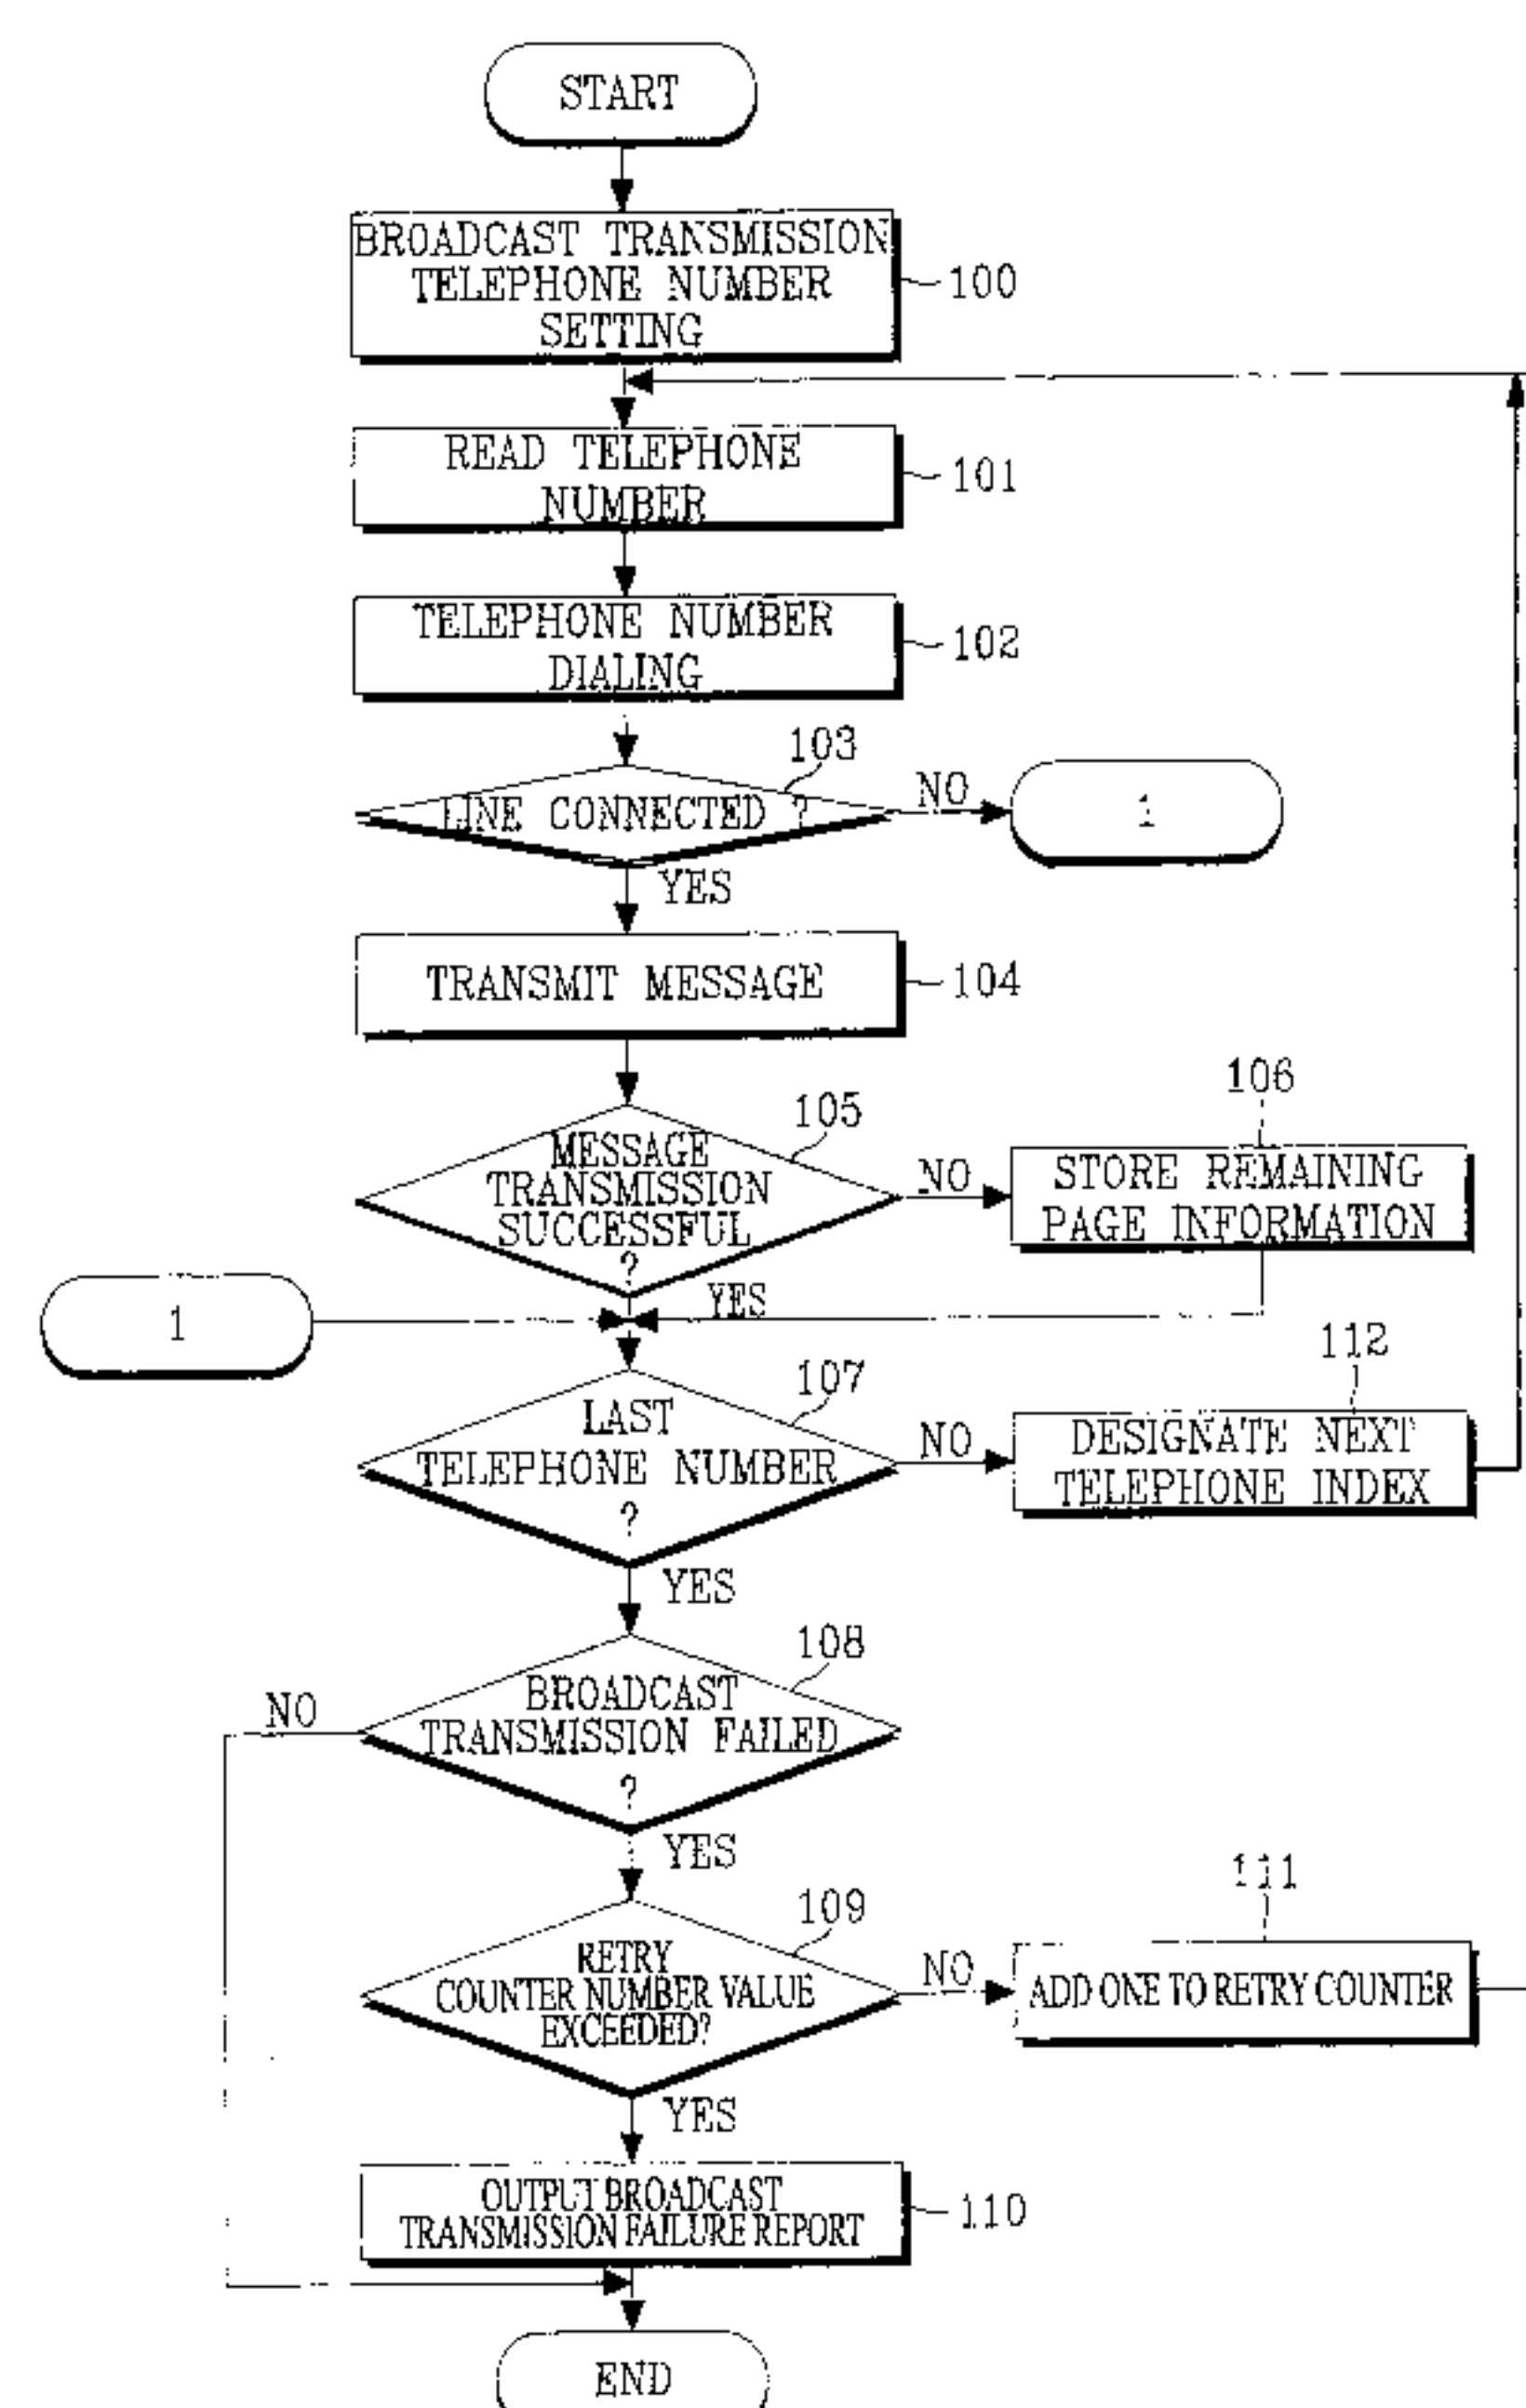 START
BROADCAST TRANSMISSION
TELEPHONE NUMBER
SETTING
100
READ TELEPHONE
NUMBER
101
TELEPHONE NUMBER
DIALING
102
103
LINE CONNECTED ?
NO
1
YES
TRANSMIT MESSAGE
104
105
MESSAGE
TRANSMISSION
SUCCESSFUL
?
NO
106
STORE REMAINING
PAGE INFORMATION
YES
1
107
LAST
TELEPHONE NUMBER
?
NO
112
DESIGNATE NEXT
TELEPHONE INDEX
YES
108
BROADCAST
TRANSMISSION FAILED
?
NO
YES
109
RETRY
COUNTER NUMBER VALUE
EXCEEDED?
NO
111
ADD ONE TO RETRY COUNTER
YES
OUTPUT BROADCAST
TRANSMISSION FAILURE REPORT
110
END